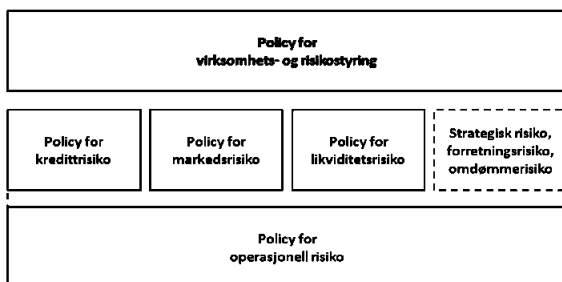 Policy for
virksomhets- og risikostyring
Policy for
kredittrisiko
Policy for
markedsrisiko
Policy for
likviditetsrisiko
Strategisk risiko,
forretningsrisiko,
omdømmerisiko
Policy for
operasjonell risiko